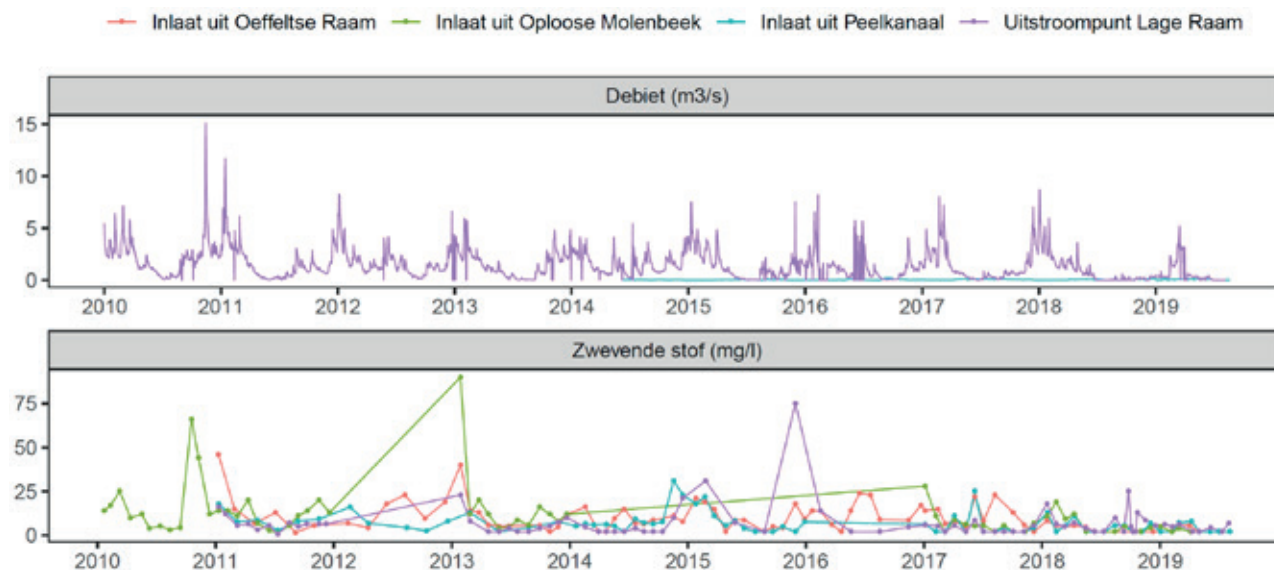 Inlaat uit Oeffeltse Raam Inlaat uit Oploose Molenbeek Inlaat uit Peelkanaal Uitstroompunt Lage Raam
Debiet (m3/s)
15
10
5
0
2010 2011 2012 2013 2014 2015 2016 2017 2018 2019
Zwevende stof (mg/l)
75
50
25
0
2010 2011 2012 2013 2014 2015 2016 2017 2018 2019